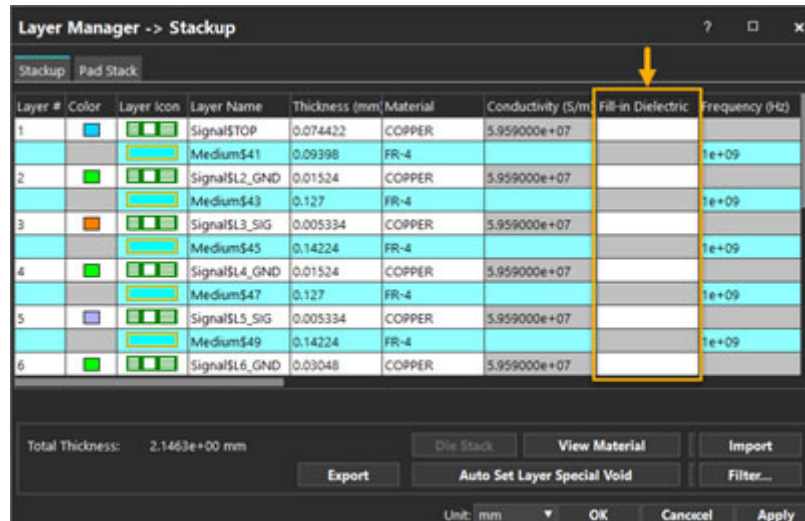 Layer Manager -> Stackup ? x
Stackup Pad Stack
Layer # Color Layer Icon Layer Name Thickness (mm) Material Conductivity (S/m) Fill-in Dielectric Frequency (Hz)
1 Signal$TOP 0.074422 COPPER 5.959000e+07
Medium$41 0.09398 FR-4 1e+09
2 Signal$L2_GND 0.01524 COPPER 5.959000e+07
Medium$43 0.127 FR-4 1e+09
3 Signal$L3_SIG 0.005334 COPPER 5.959000e+07
Medium$45 0.14224 FR-4 1e+09
4 Signal$L4_GND 0.01524 COPPER 5.959000e+07
Medium$47 0.127 FR-4 1e+09
5 Signal$L5_SIG 0.005334 COPPER 5.959000e+07
Medium$49 0.14224 FR-4 1e+09
6 Signal$L6_GND 0.03048 COPPER 5.959000e+07
Total Thickness: 2.1463e+00 mm Die Stack View Material Import
Export Auto Set Layer Special Void Filter...
Unit: mm OK Canxcel Apply